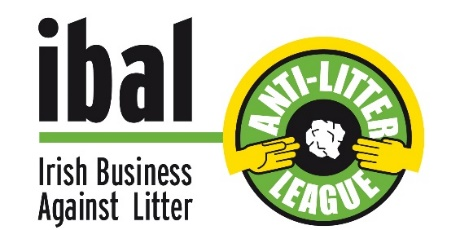 ibal
Irish Business
Against Litter
ANTI-LITTER
LEAGUE